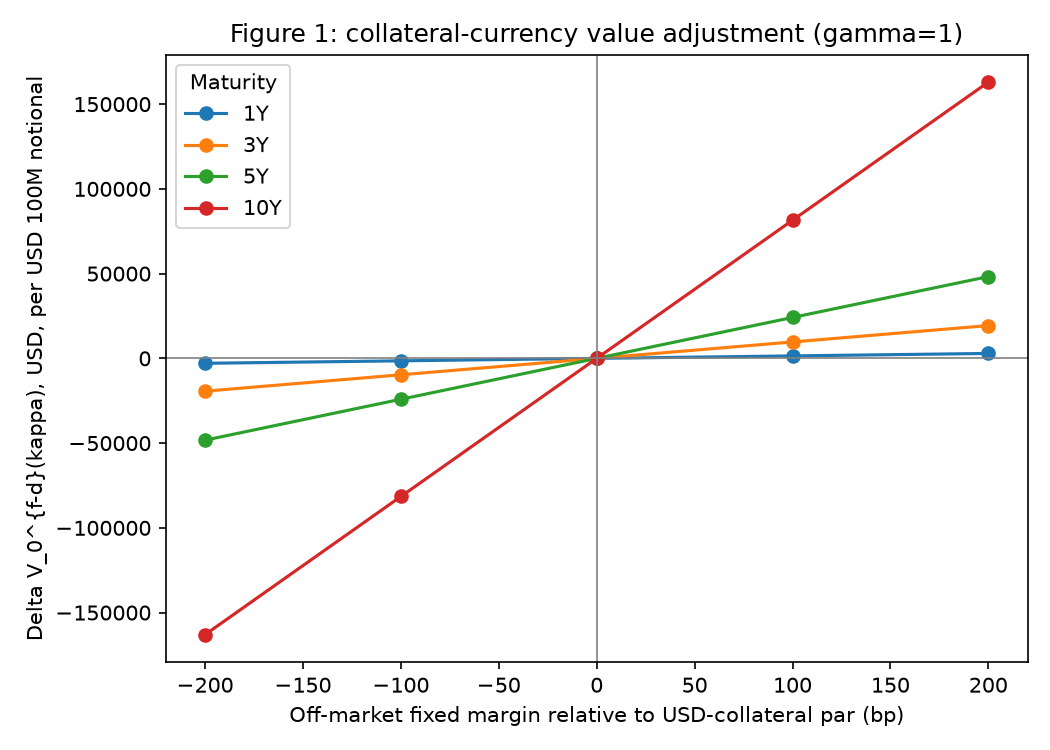 Figure 1: collateral-currency value adjustment (gamma=1)
Delta V_0^{f-d}(kappa), USD, per USD 100M notional
150000
100000
50000
0
−50000
−100000
−150000
Maturity
1Y
3Y
5Y
10Y
−200
−150
−100
−50
0
50
100
150
200
Off-market fixed margin relative to USD-collateral par (bp)